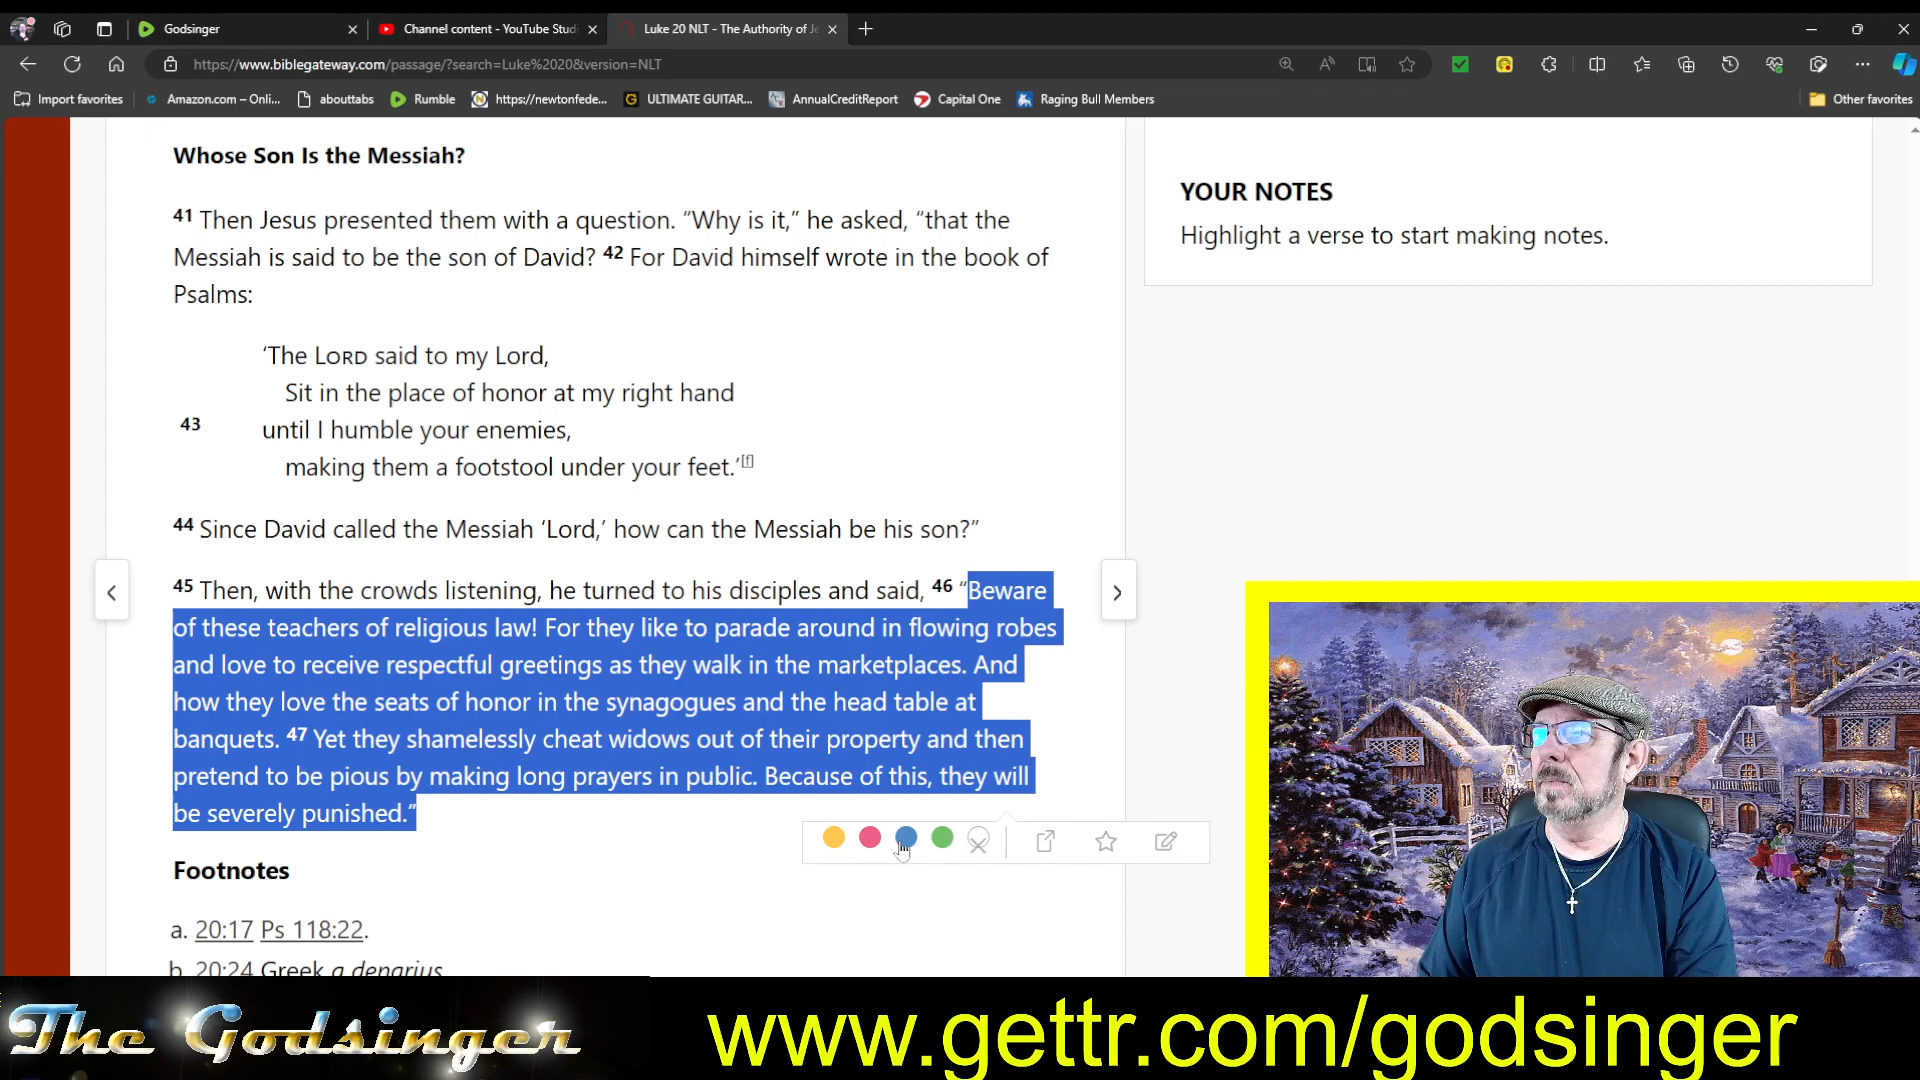 Godsinger
Channel content - YouTube Studi
Luke 20 NLT - The Authority of Je
https://www.biblegateway.com/passage/?search=Luke%2020&version=NLT
Import favorites
Amazon.com – Onli...
abouttabs
Rumble
https://newtonfede...
ULTIMATE GUITAR...
AnnualCreditReport
Capital One
Raging Bull Members
Other favorites
Whose Son Is the Messiah?
41 Then Jesus presented them with a question. “Why is it,” he asked, “that the
Messiah is said to be the son of David? 42 For David himself wrote in the book of
Psalms:
‘The LORD said to my Lord,
Sit in the place of honor at my right hand
43 until I humble your enemies,
making them a footstool under your feet.’[f]
44 Since David called the Messiah ‘Lord,’ how can the Messiah be his son?”
45 Then, with the crowds listening, he turned to his disciples and said, 46 “Beware
of these teachers of religious law! For they like to parade around in flowing robes
and love to receive respectful greetings as they walk in the marketplaces. And
how they love the seats of honor in the synagogues and the head table at
banquets. 47 Yet they shamelessly cheat widows out of their property and then
pretend to be pious by making long prayers in public. Because of this, they will
be severely punished.”
Footnotes
a. 20:17 Ps 118:22.
b. 20:24 Greek a denarius
YOUR NOTES
Highlight a verse to start making notes.
The Godsinger
www.gettr.com/godsinger